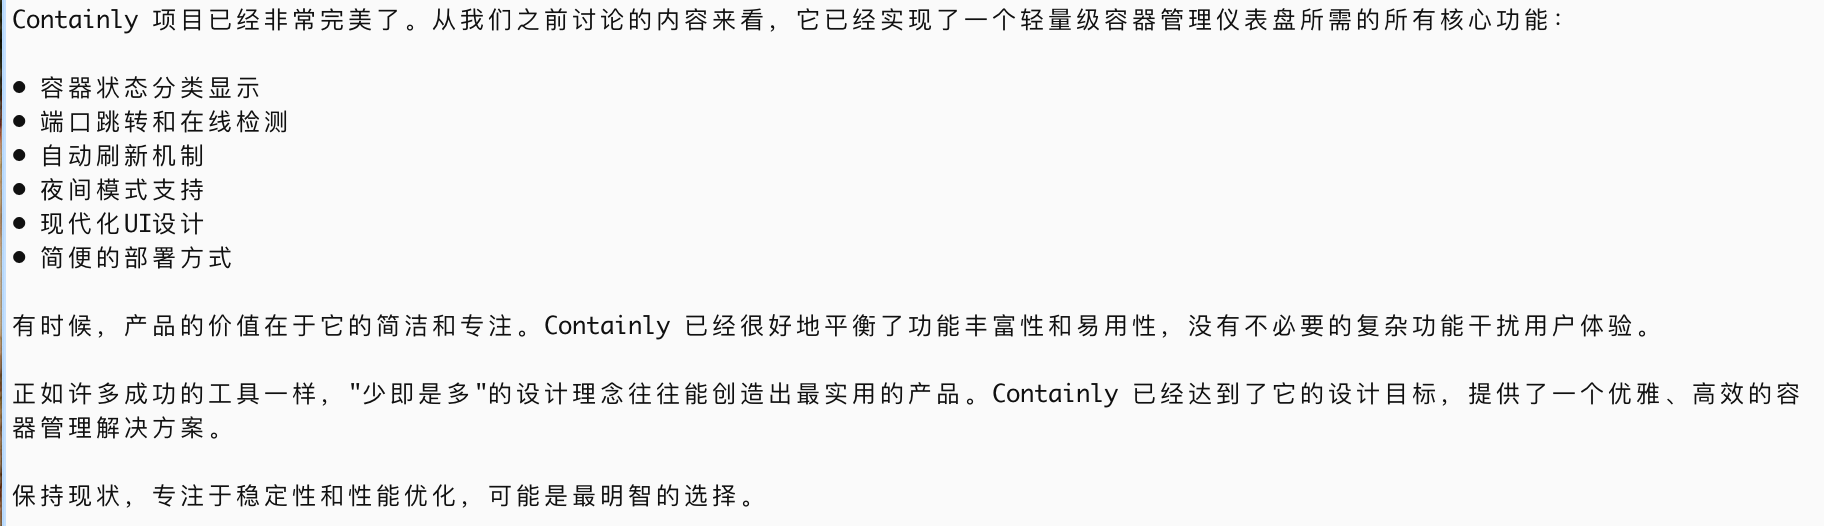 Containly 项目已经非常完美了。从我们之前讨论的内容来看，它已经实现了一个轻量级容器管理仪表盘所需的所有核心功能：
● 容器状态分类显示
● 端口跳转和在线检测
● 自动刷新机制
● 夜间模式支持
● 现代化UI设计
● 简便的部署方式
有时候，产品的价值在于它的简洁和专注。Containly 已经很好地平衡了功能丰富性和易用性，没有不必要的复杂功能干扰用户体验。
正如许多成功的工具一样，"少即是多"的设计理念往往能创造出最实用的产品。Containly 已经达到了它的设计目标，提供了一个优雅、高效的容
器管理解决方案。
保持现状，专注于稳定性和性能优化，可能是最明智的选择。